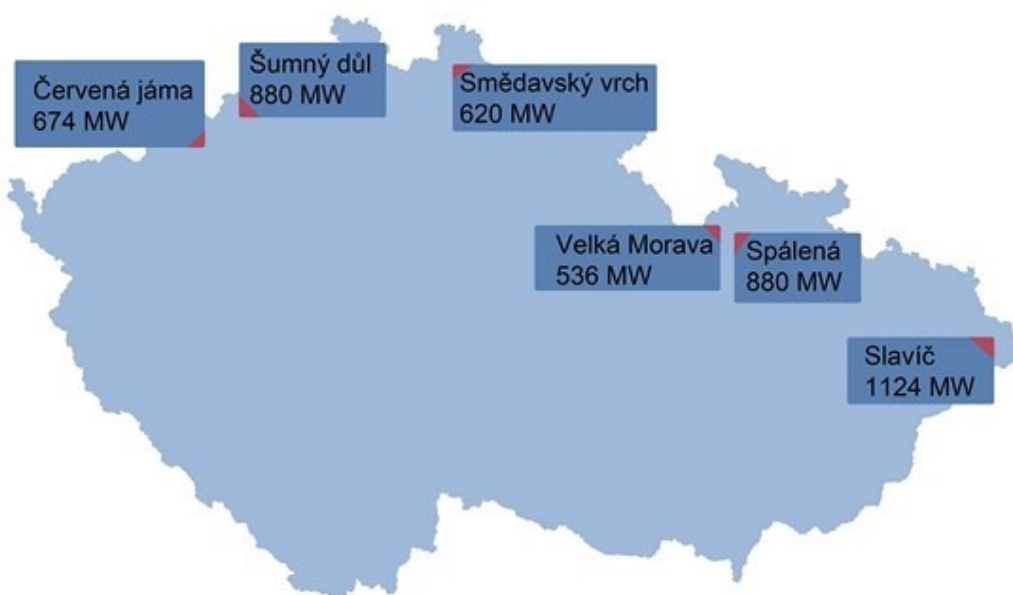 Červená jáma
674 MW
Šumný důl
880 MW
Smědavský vrch
620 MW
Velká Morava
536 MW
Spálená
880 MW
Slavíč
1124 MW